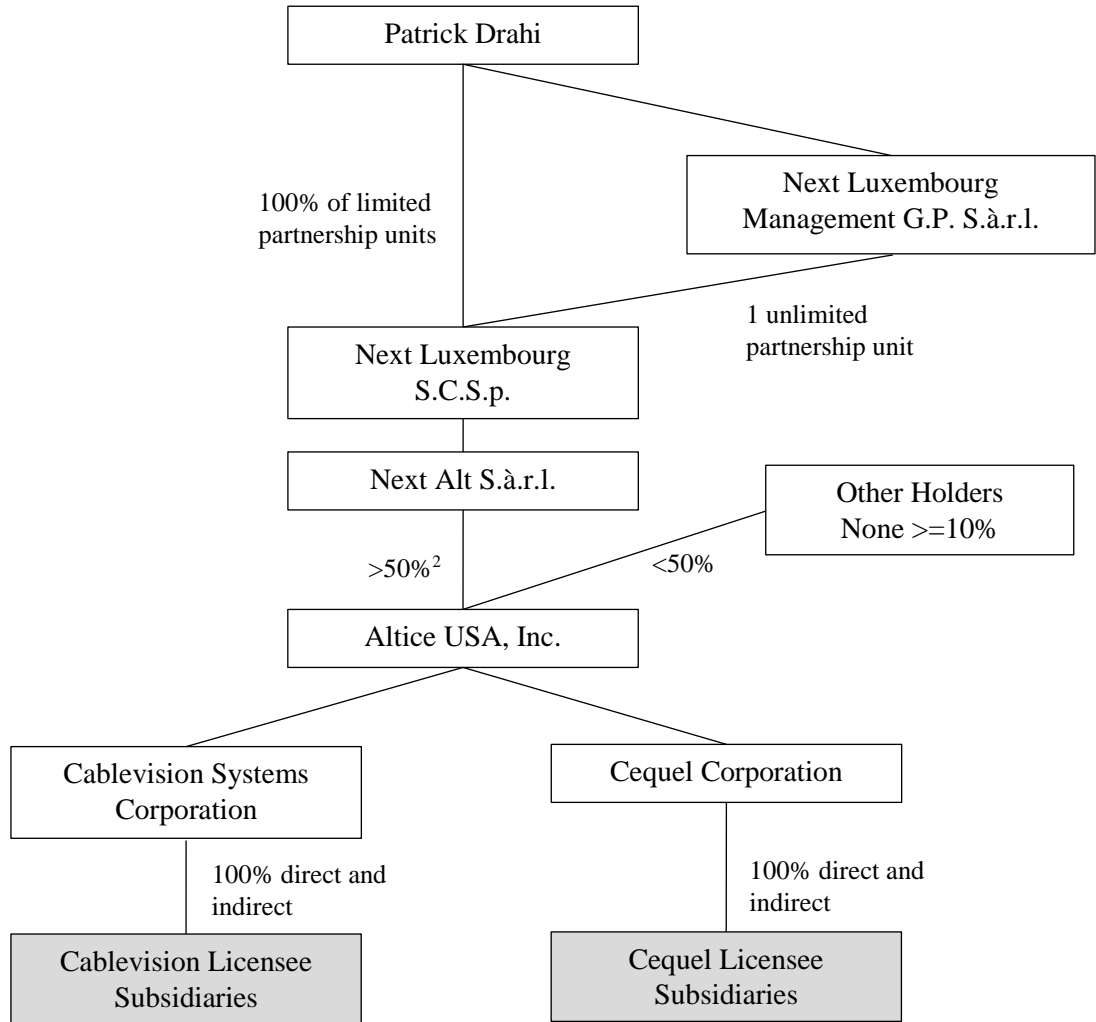 Patrick Drahi
Next Luxembourg
Management G.P. S.à.r.l.
100% of limited
partnership units
1 unlimited
partnership unit
Next Luxembourg
S.C.S.p.
Next Alt S.à.r.l.
Other Holders
None >=10%
>50%²
<50%
Altice USA, Inc.
Cablevision Systems
Corporation
Cequel Corporation
100% direct and
indirect
100% direct and
indirect
Cablevision Licensee
Subsidiaries
Cequel Licensee
Subsidiaries